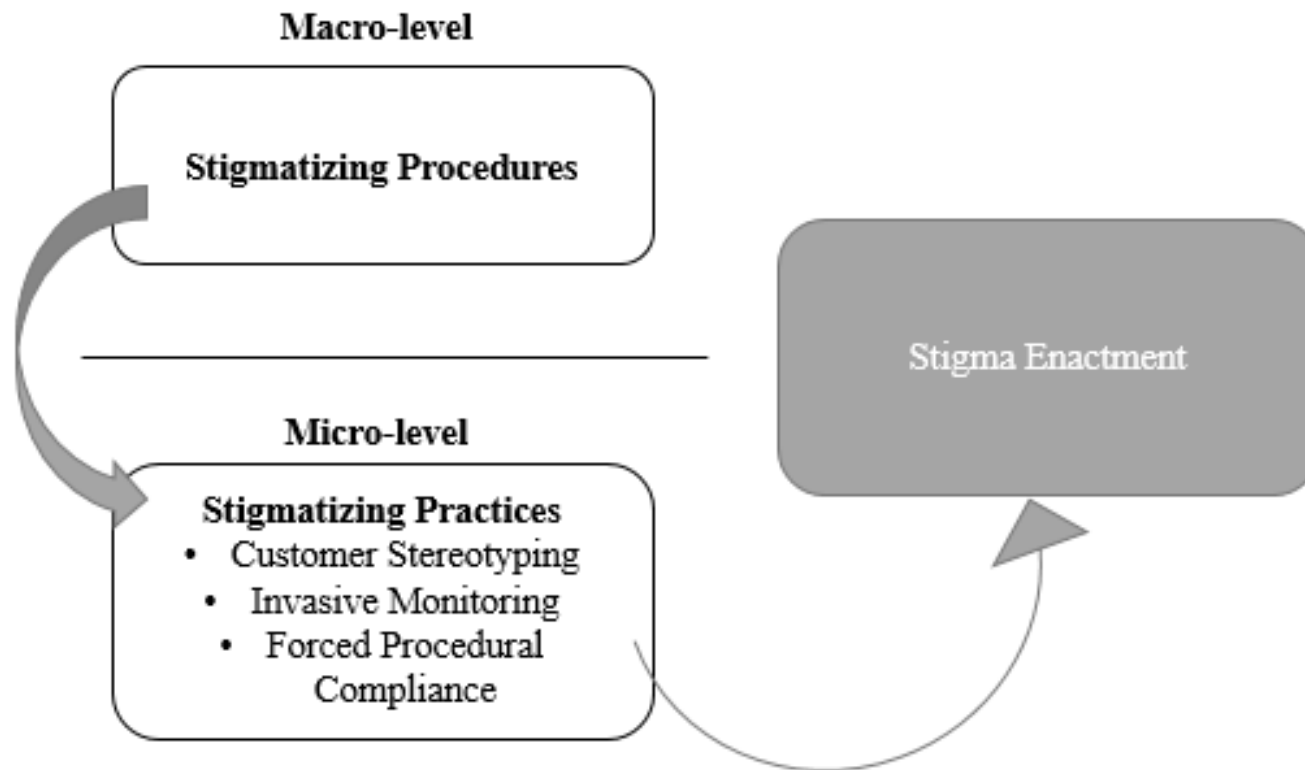 Macro-level
Stigmatizing Procedures
Stigma Enactment
Micro-level
Stigmatizing Practices
• Customer Stereotyping
• Invasive Monitoring
• Forced Procedural
Compliance